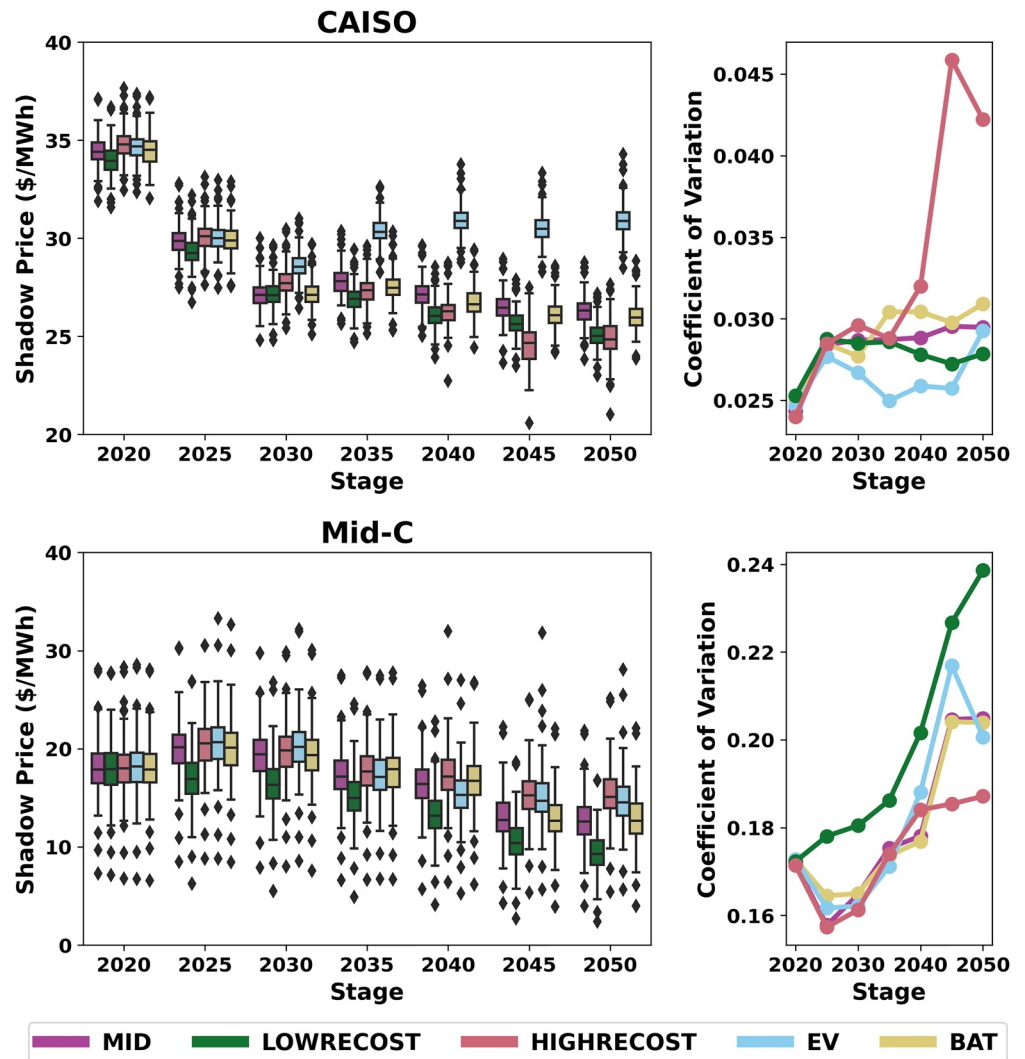 CAISO
Shadow Price ($/MWh)
40
35
30
25
20
2020 2025 2030 2035 2040 2045 2050
Stage
Coefficient of Variation
0.045
0.040
0.035
0.030
0.025
2020 2030 2040 2050
Stage
Mid-C
Shadow Price ($/MWh)
40
30
20
10
0
2020 2025 2030 2035 2040 2045 2050
Stage
Coefficient of Variation
0.24
0.22
0.20
0.18
0.16
2020 2030 2040 2050
Stage
MID LOWRECOST HIGHRECOST EV BAT